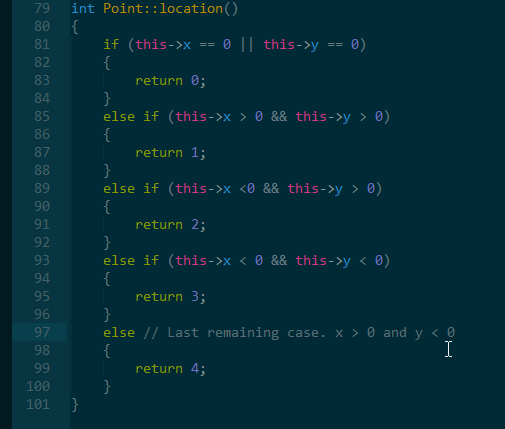 79 int Point::location()
80 {
81     if (this->x == 0 || this->y == 0)
82     {
83         return 0;
84     }
85     else if (this->x > 0 && this->y > 0)
86     {
87         return 1;
88     }
89     else if (this->x <0 && this->y > 0)
90     {
91         return 2;
92     }
93     else if (this->x < 0 && this->y < 0)
94     {
95         return 3;
96     }
97     else // Last remaining case. x > 0 and y < 0
98     {
99         return 4;
100     }
101 }